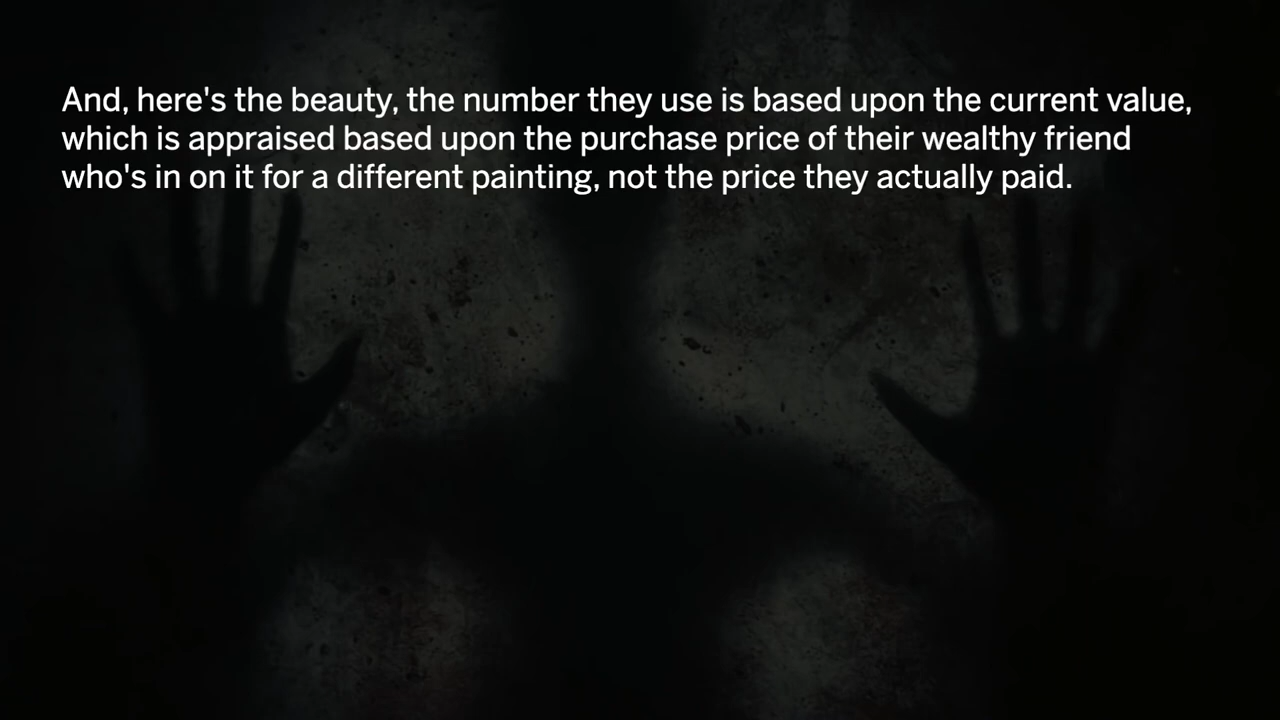 And, here's the beauty, the number they use is based upon the current value,
which is appraised based upon the purchase price of their wealthy friend
who's in on it for a different painting, not the price they actually paid.